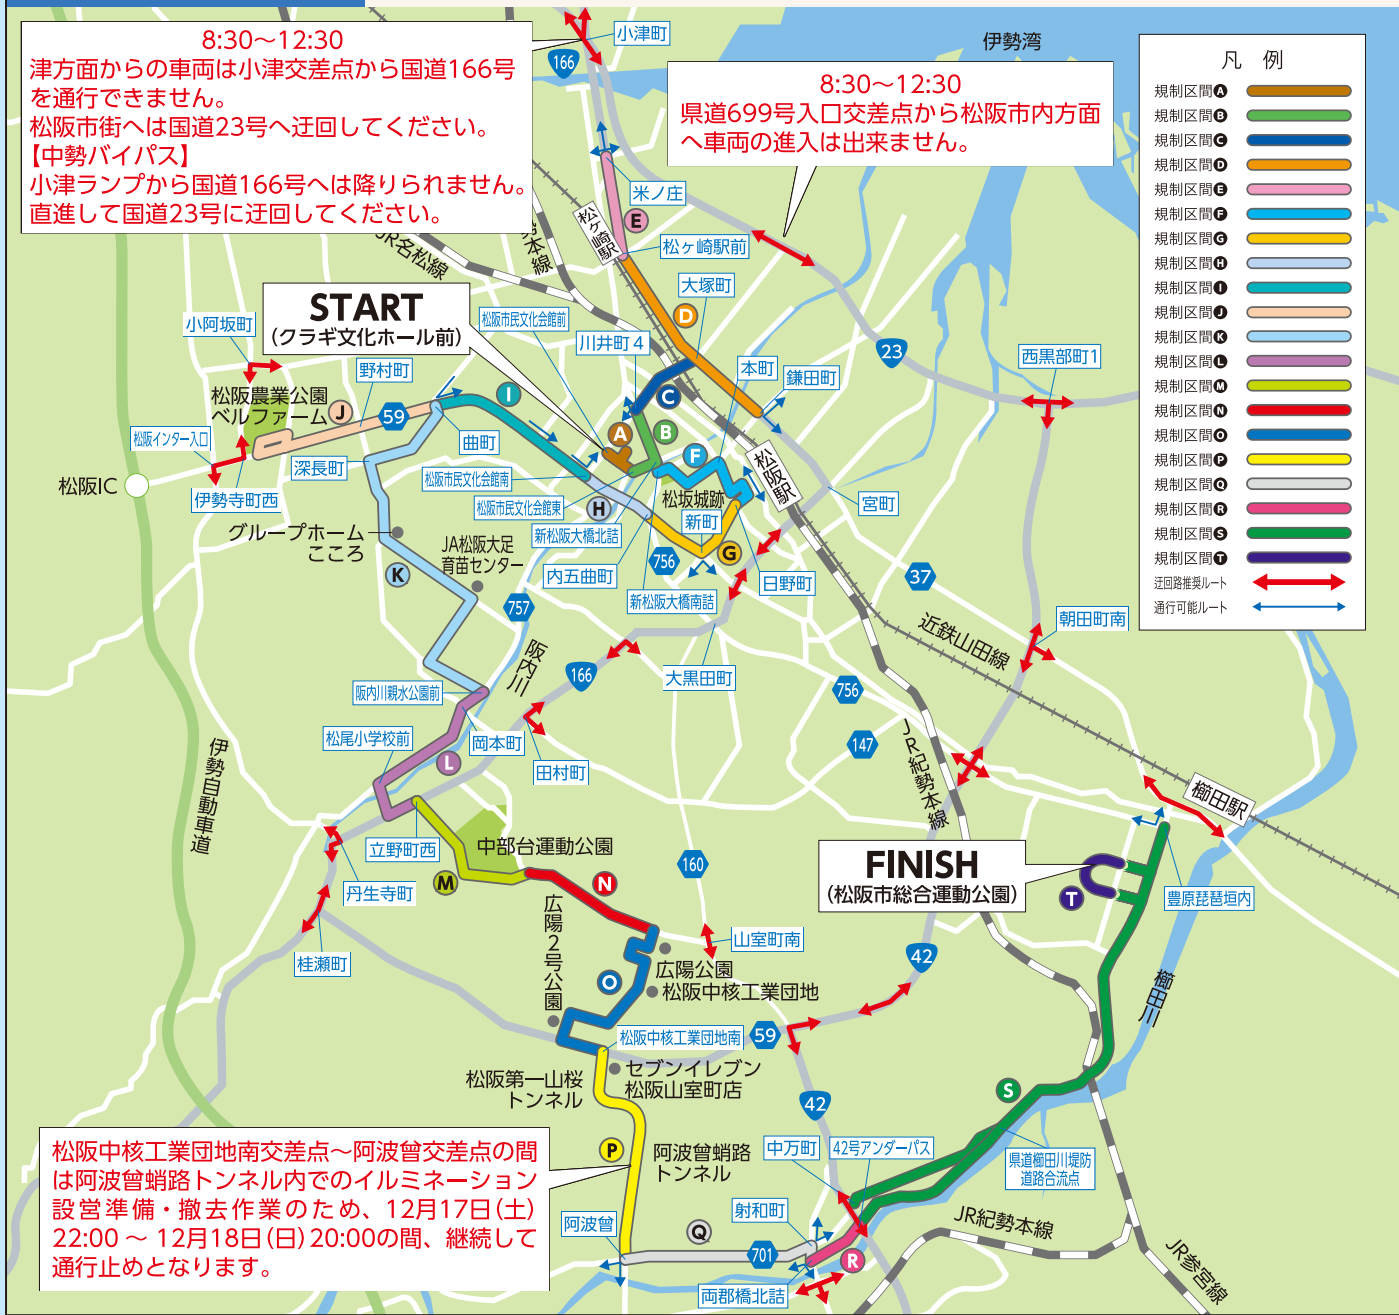 8:30～12:30
津方面からの車両は小津交差点から国道166号
を通行できません。
松阪市街へは国道23号へ迂回してください。
【中勢バイパス】
小津ランプから国道166号へは降りられません。
直進して国道23号に迂回してください。
166
小津町
伊勢湾
8:30～12:30
県道699号入口交差点から松阪市内方面
へ車両の進入は出来ません。
凡 例
規制区間A
規制区間B
規制区間C
規制区間D
規制区間E
規制区間F
規制区間G
規制区間H
規制区間I
規制区間J
規制区間K
規制区間L
規制区間M
規制区間N
規制区間O
規制区間P
規制区間Q
規制区間R
規制区間S
規制区間T
迂回路推奨ルート
通行可能ルート
米ノ庄
E
松ヶ崎駅
松ヶ崎駅前
JR名松線
本線
大塚町
D
START
(クラギ文化ホール前)
松阪市民文化会館前
川井町4
小阿坂町
野村町
本町
鎌田町
23
西黒部町1
松阪農業公園
ベルファーム
J
59
I
C
A
B
F
曲町
松阪インター入口
深長町
松阪IC
伊勢寺町西
松阪市民文化会館南
松阪市民文化会館東
H
松坂城跡
新町
松阪駅
宮町
グループホーム
こころ
JA松阪大足
育苗センター
新松阪大橋北詰
G
756
内五曲町
日野町
新松阪大橋南詰
37
K
757
朝田町南
近鉄山田線
阪内川
166
大黒田町
756
阪内川親水公園前
松尾小学校前
岡本町
L
田村町
147
JR紀勢本線
伊勢自動車道
櫛田駅
立野町西
中部台運動公園
M
N
丹生寺町
160
FINISH
(松阪市総合運動公園)
T
豊原琵琶垣内
広陽2号公園
山室町南
42
桂瀬町
広陽公園
O
松阪中核工業団地
櫛田川
松阪中核工業団地南
59
セブンイレブン
松阪山室町店
松阪第一山桜
トンネル
S
42
松阪中核工業団地南交差点～阿波曾交差点の間
は阿波曾蛸路トンネル内でのイルミネーション
設営準備・撤去作業のため、12月17日(土)
22:00 ～ 12月18日(日)20:00の間、継続して
通行止めとなります。
P
阿波曾蛸路
トンネル
中万町
42号アンダーパス
県道櫛田川堤防
道路合流点
阿波曾
射和町
Q
701
R
両郡橋北詰
JR紀勢本線
JR参宮線